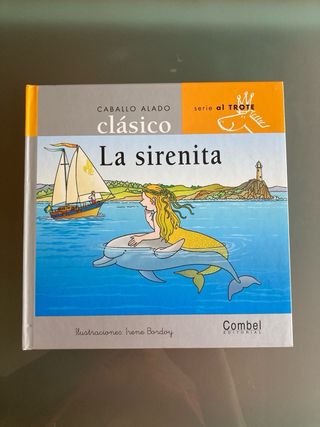 CABALLO ALADO
serie al TROTE
clásico
La sirenita
Ilustraciones: Irene Bordoy
Combel
EDITORIAL